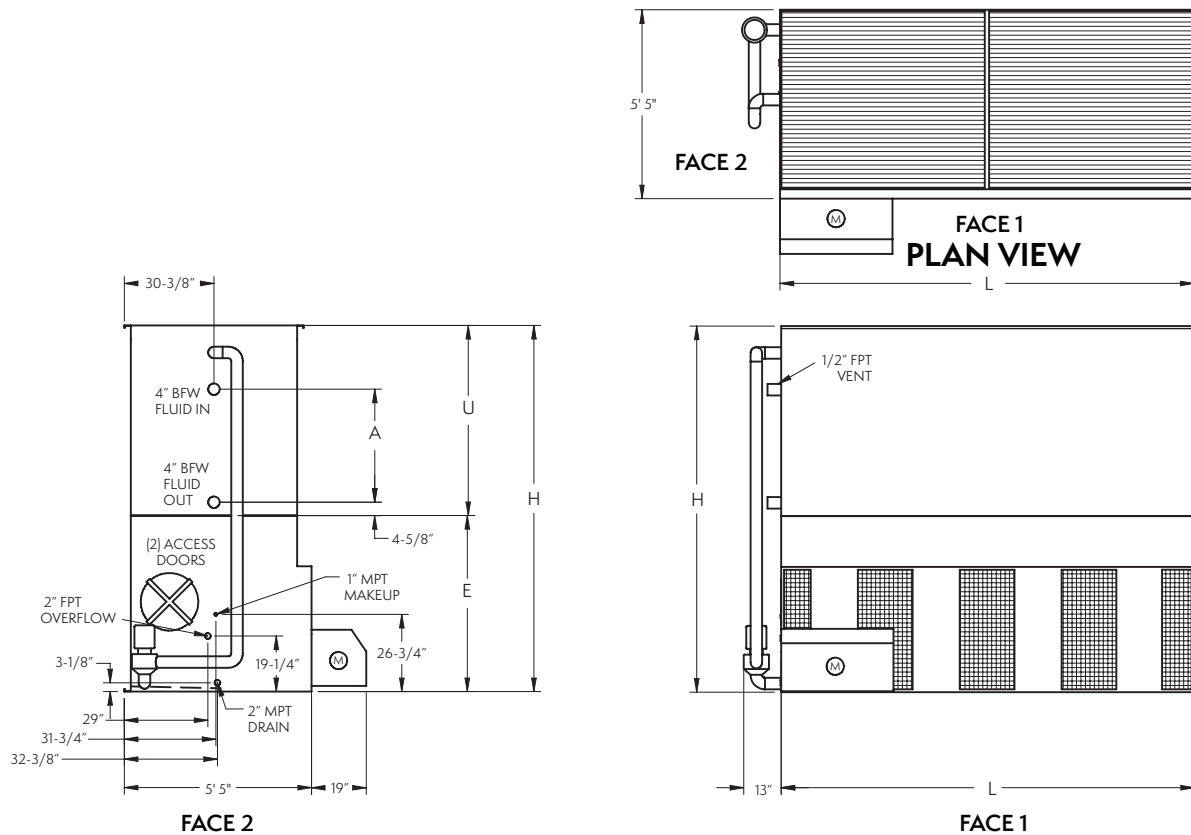 5' 5"
FACE 2
M
FACE 1
PLAN VIEW
L
30-3/8"
4" BFW
FLUID IN
A
U
H
4" BFW
FLUID
OUT
4-5/8"
(2) ACCESS
DOORS
1" MPT
MAKEUP
E
2" FPT
OVERFLOW
M
26-3/4"
19-1/4"
3-1/8"
2" MPT
DRAIN
29"
31-3/4"
32-3/8"
5' 5"
19"
FACE 2
1/2" FPT
VENT
H
M
13"
L
FACE 1